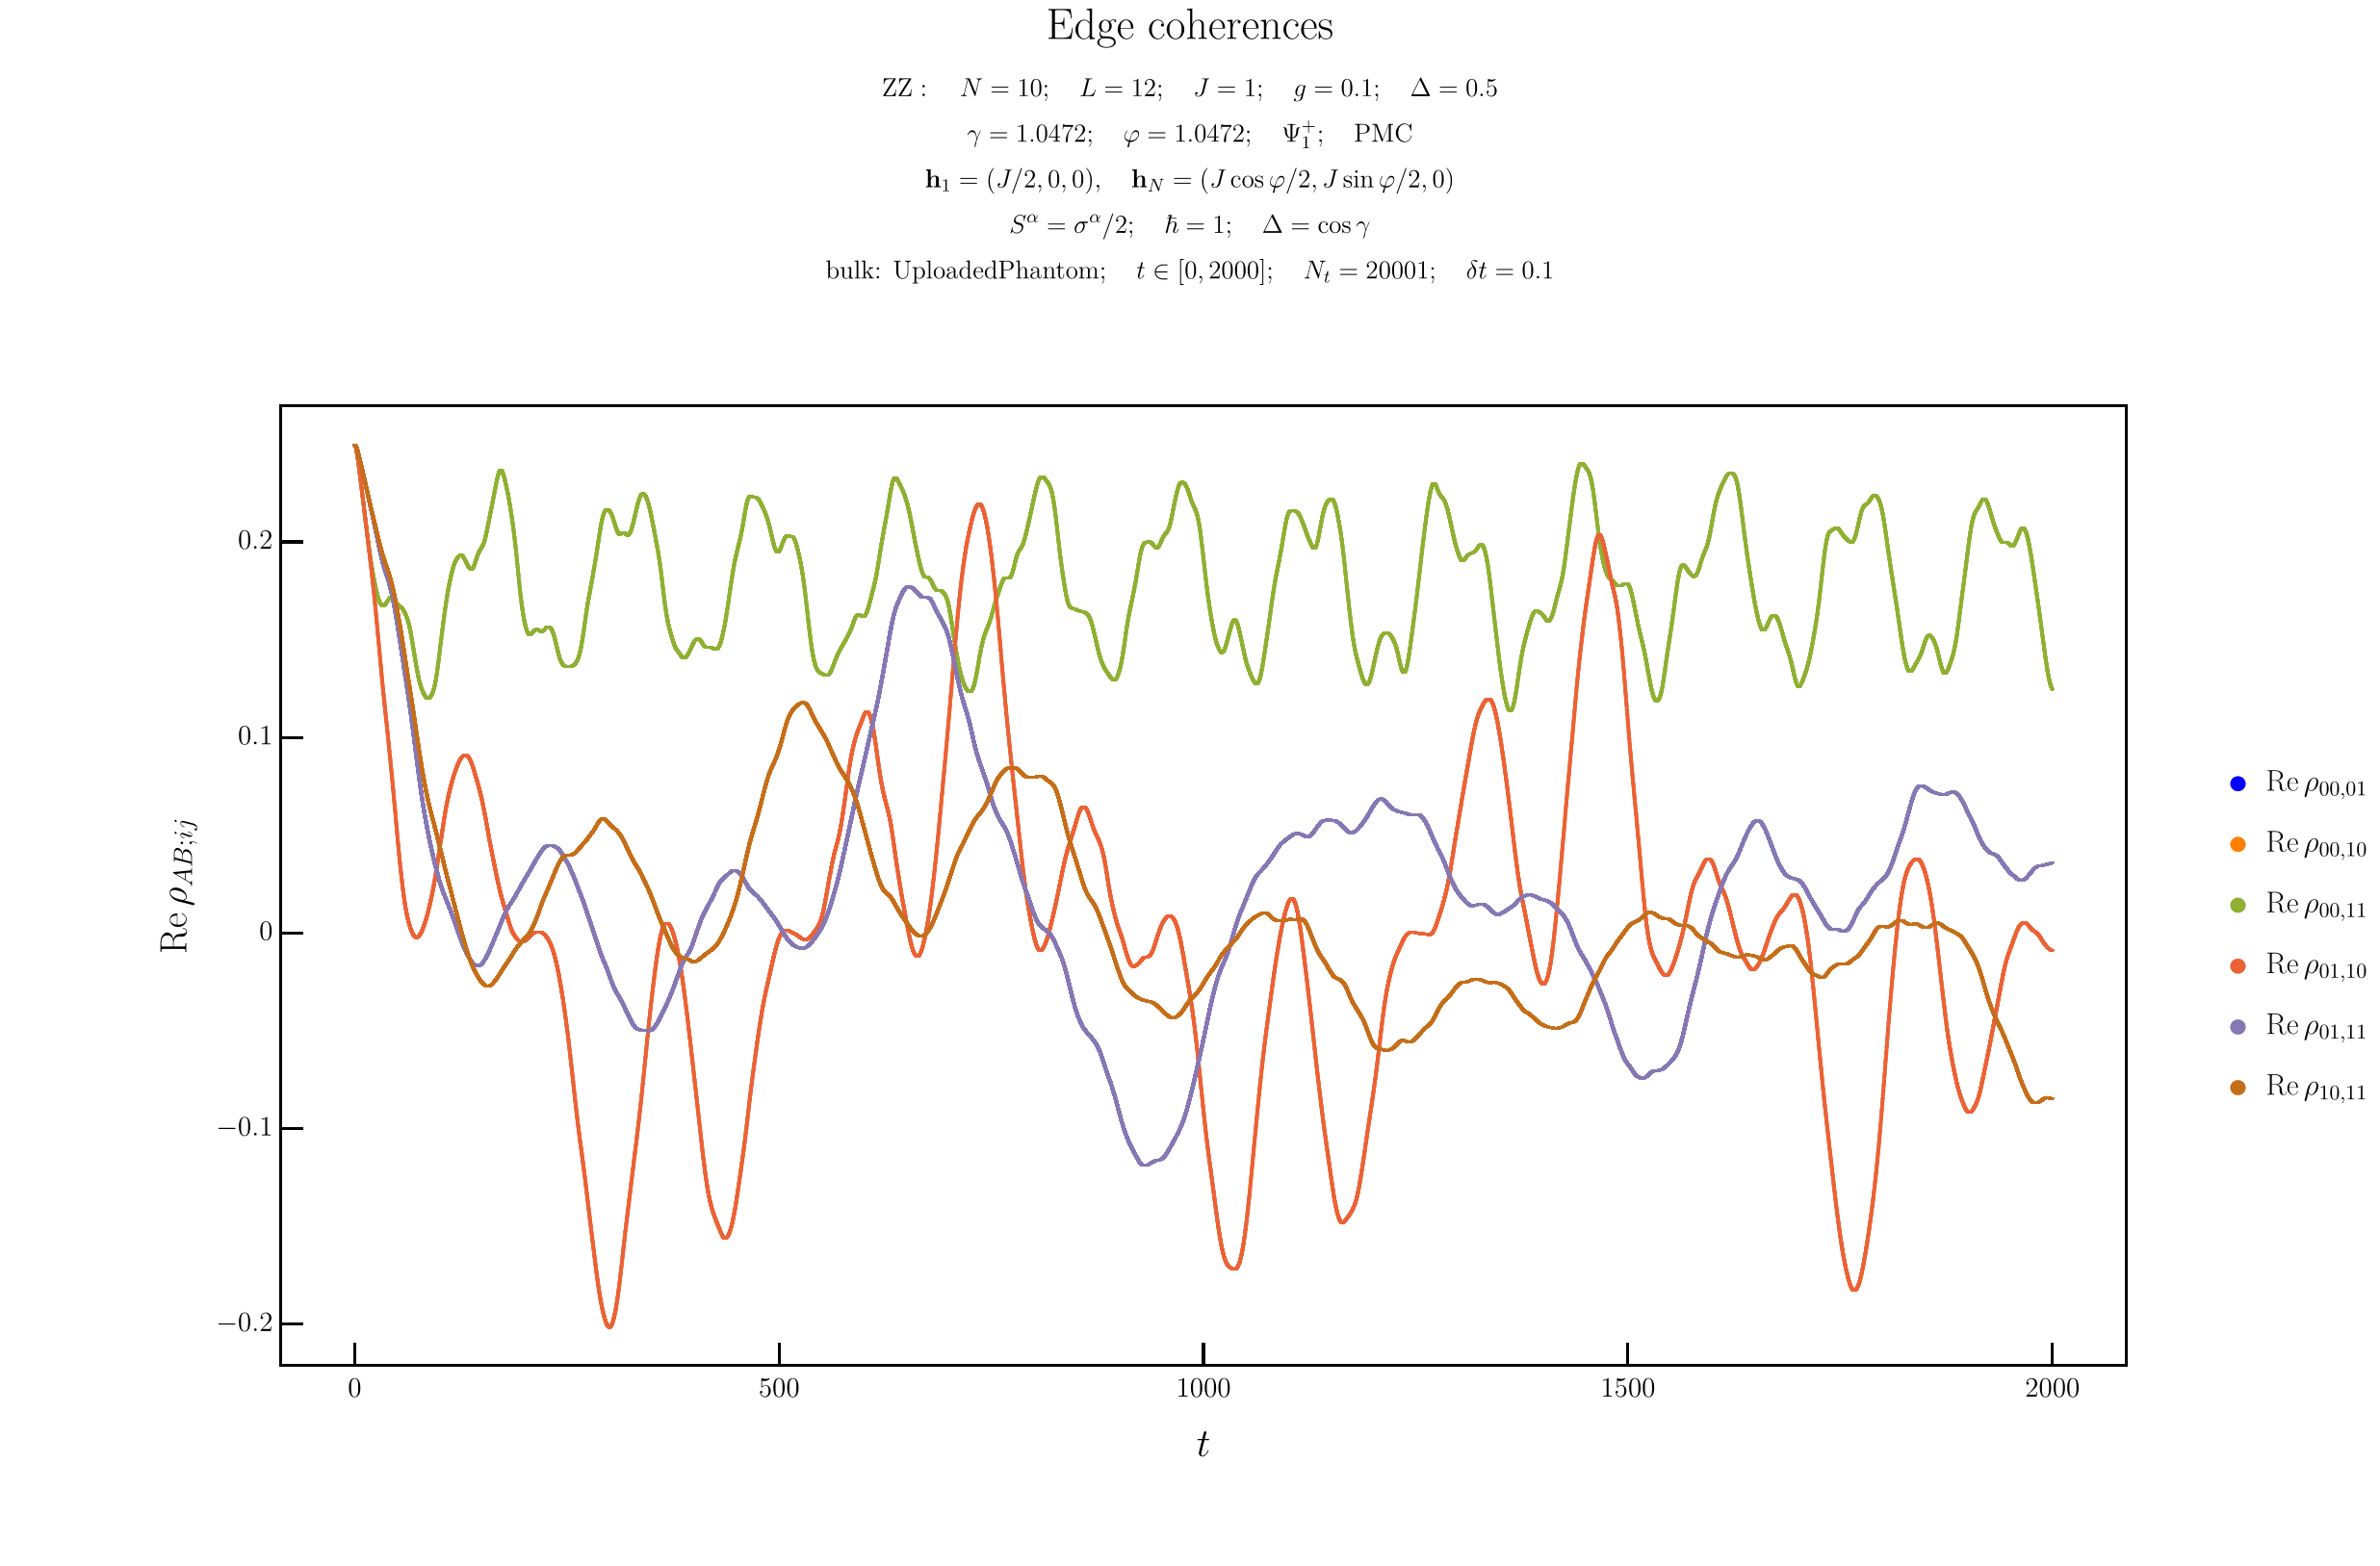 Edge coherences
ZZ :  N = 10;  L = 12;  J = 1;  g = 0.1;  Δ = 0.5
γ = 1.0472;  φ = 1.0472;  Ψ₁⁺;  PMC
h₁ = (J/2, 0, 0),  h_N = (J cos φ/2, J sin φ/2, 0)
S^α = σ^α/2;  ℏ = 1;  Δ = cos γ
bulk: UploadedPhantom;  t ∈ [0, 2000];  N_t = 20001;  δt = 0.1
Re ρ_{AB;ij}
0.2
0.1
0
−0.1
−0.2
0 500 1000 1500 2000
t
Re ρ_{00,01}
Re ρ_{00,10}
Re ρ_{00,11}
Re ρ_{01,10}
Re ρ_{01,11}
Re ρ_{10,11}